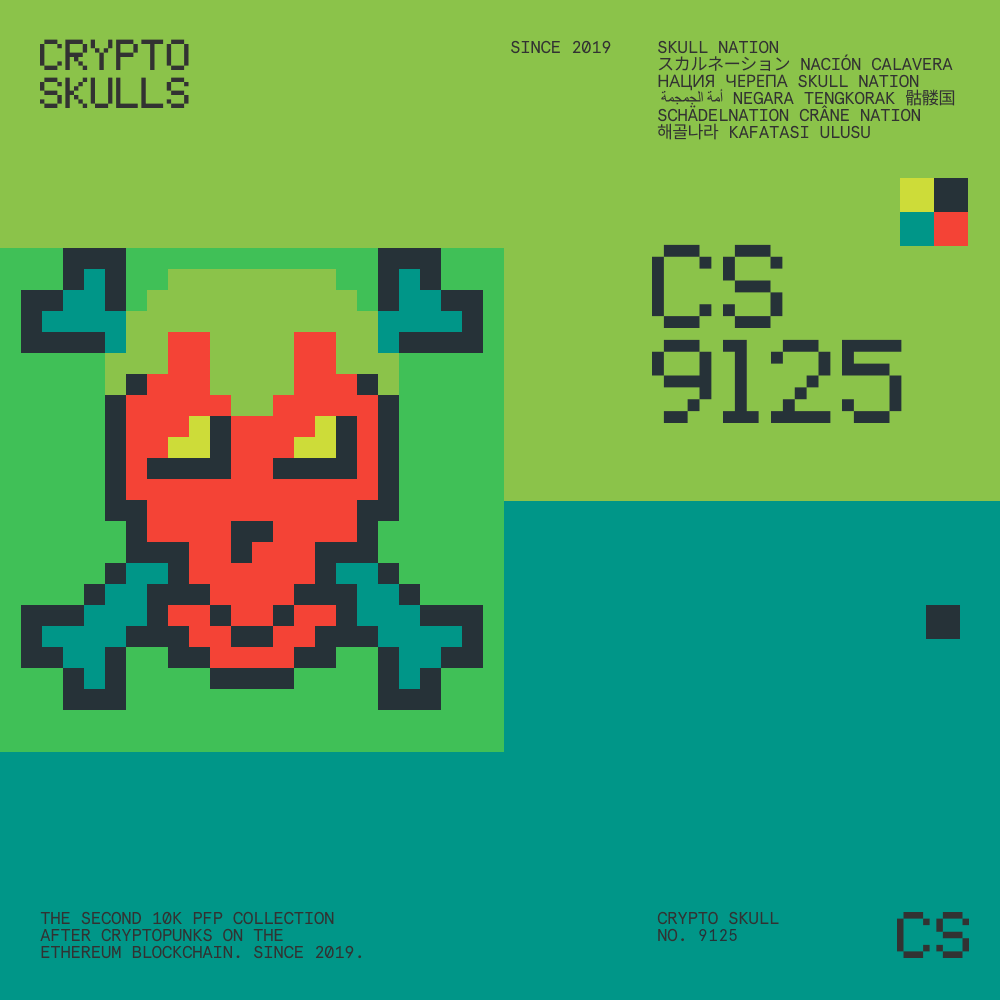 CRYPTO
SKULLS
SINCE 2019
SKULL NATION
スカルネーション NACIÓN CALAVERA
НАЦИЯ ЧЕРЕПА SKULL NATION
أمة الجمجمة NEGARA TENGKORAK 骷髅国
SCHÄDELNATION CRÂNE NATION
해골나라 KAFATASI ULUSU
CS
9125
THE SECOND 10K PFP COLLECTION
AFTER CRYPTOPUNKS ON THE
ETHEREUM BLOCKCHAIN. SINCE 2019.
CRYPTO SKULL
NO. 9125
CS